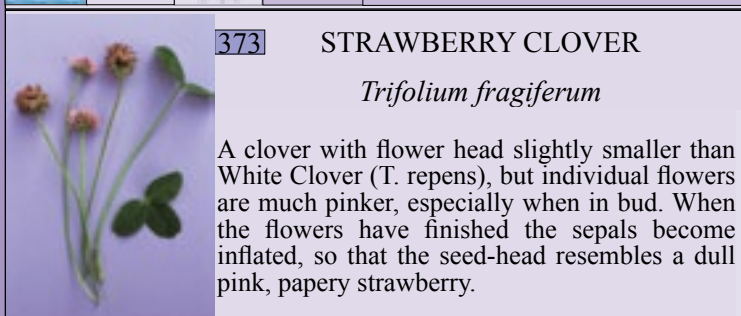 373 STRAWBERRY CLOVER
Trifolium fragiferum
A clover with flower head slightly smaller than
White Clover (T. repens), but individual flowers
are much pinker, especially when in bud. When
the flowers have finished the sepals become
inflated, so that the seed-head resembles a dull
pink, papery strawberry.